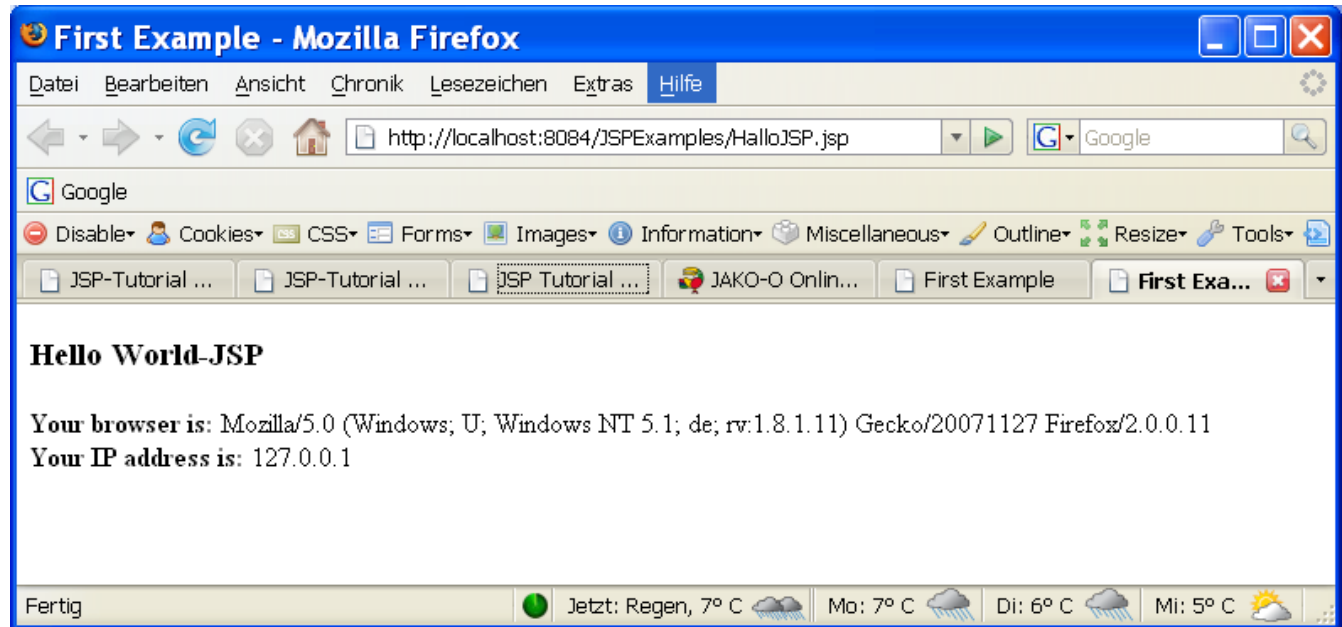 First Example - Mozilla Firefox
Datei Bearbeiten Ansicht Chronik Lesezeichen Extras Hilfe
http://localhost:8084/JSPExamples/HalloJSP.jsp G Google
G Google
Disable Cookies CSS Forms Images Information Miscellaneous Outline Resize Tools
JSP-Tutorial ... JSP-Tutorial ... JSP Tutorial ... JAKO-O Onlin... First Example First Exa...
Hello World-JSP
Your browser is: Mozilla/5.0 (Windows; U; Windows NT 5.1; de; rv:1.8.1.11) Gecko/20071127 Firefox/2.0.0.11
Your IP address is: 127.0.0.1
Fertig Jetzt: Regen, 7º C Mo: 7º C Di: 6º C Mi: 5º C